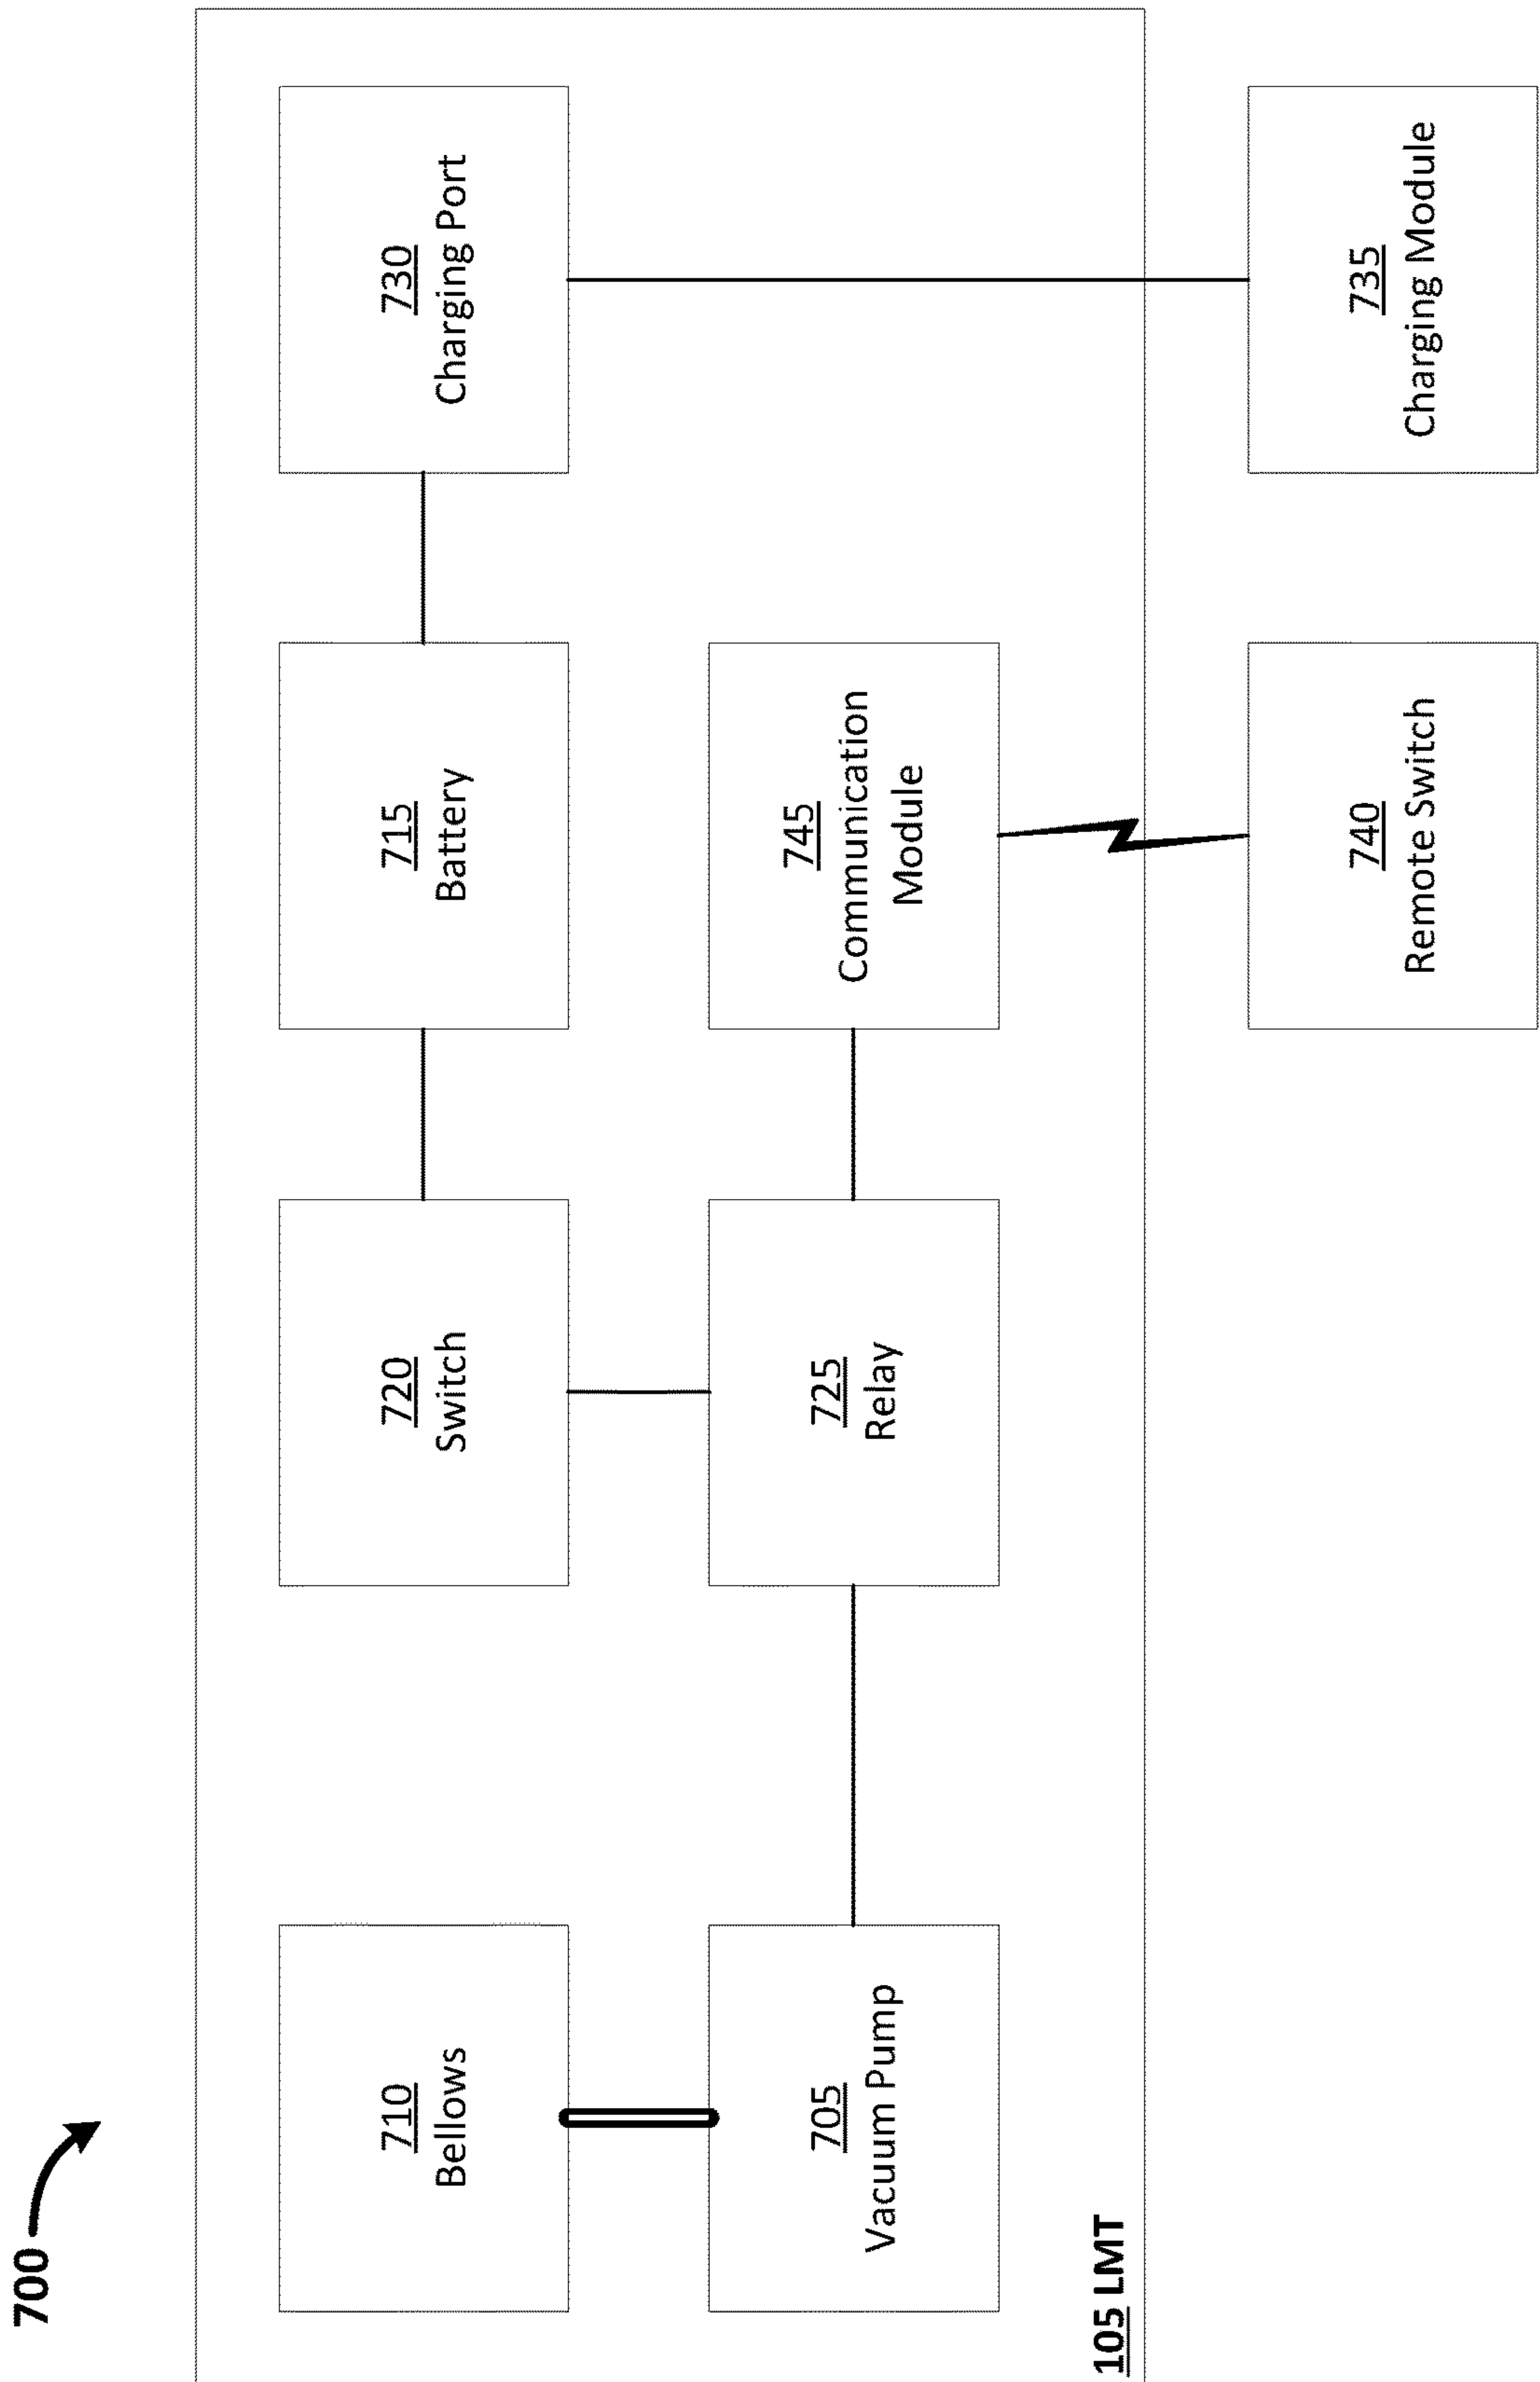 700
710
Bellows
720
Switch
715
Battery
730
Charging Port
705
Vacuum Pump
725
Relay
745
Communication
Module
105 LMT
740
Remote Switch
735
Charging Module